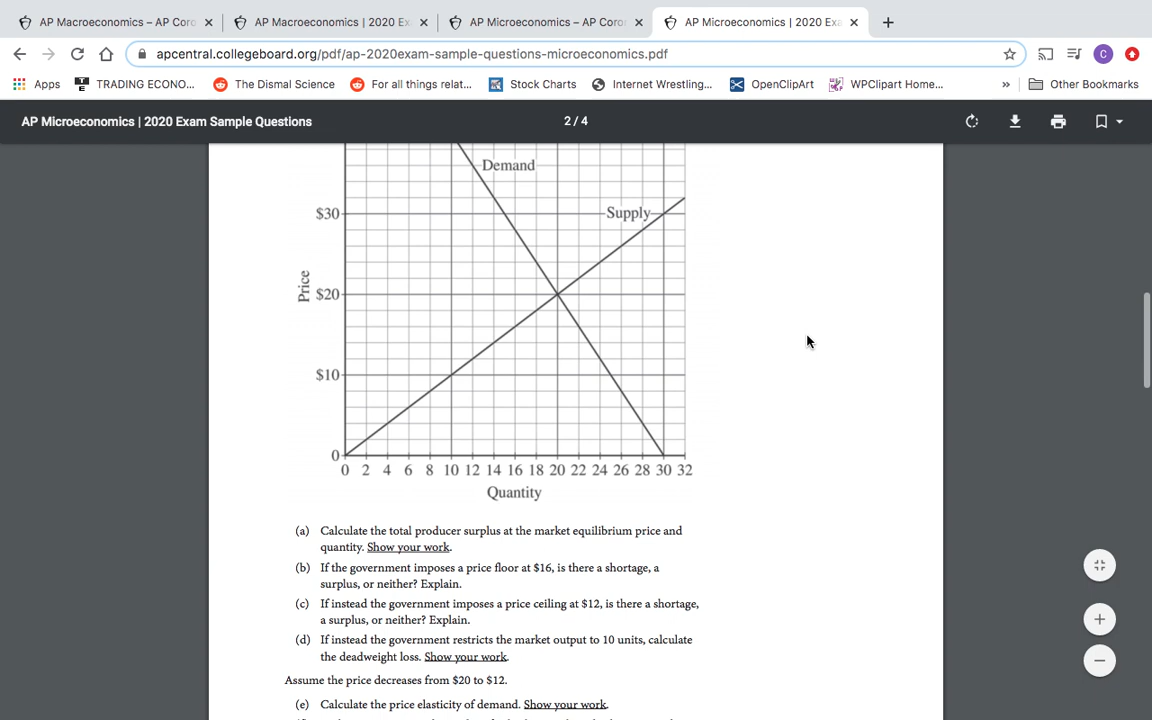 AP Macroeconomics – AP Coro
AP Macroeconomics | 2020 Ex
AP Microeconomics – AP Coro
AP Microeconomics | 2020 Exa
apcentral.collegeboard.org/pdf/ap-2020exam-sample-questions-microeconomics.pdf
C
Apps
TRADING ECONO...
The Dismal Science
For all things relat...
Stock Charts
Internet Wrestling...
OpenClipArt
WPClipart Home...
»
Other Bookmarks
AP Microeconomics | 2020 Exam Sample Questions
2 / 4
Demand
$30
Supply
Price
$20
$10
0
0 2 4 6 8 10 12 14 16 18 20 22 24 26 28 30 32
Quantity
(a) Calculate the total producer surplus at the market equilibrium price and
quantity. Show your work.
(b) If the government imposes a price floor at $16, is there a shortage, a
surplus, or neither? Explain.
(c) If instead the government imposes a price ceiling at $12, is there a shortage,
a surplus, or neither? Explain.
(d) If instead the government restricts the market output to 10 units, calculate
the deadweight loss. Show your work.
Assume the price decreases from $20 to $12.
(e) Calculate the price elasticity of demand. Show your work.